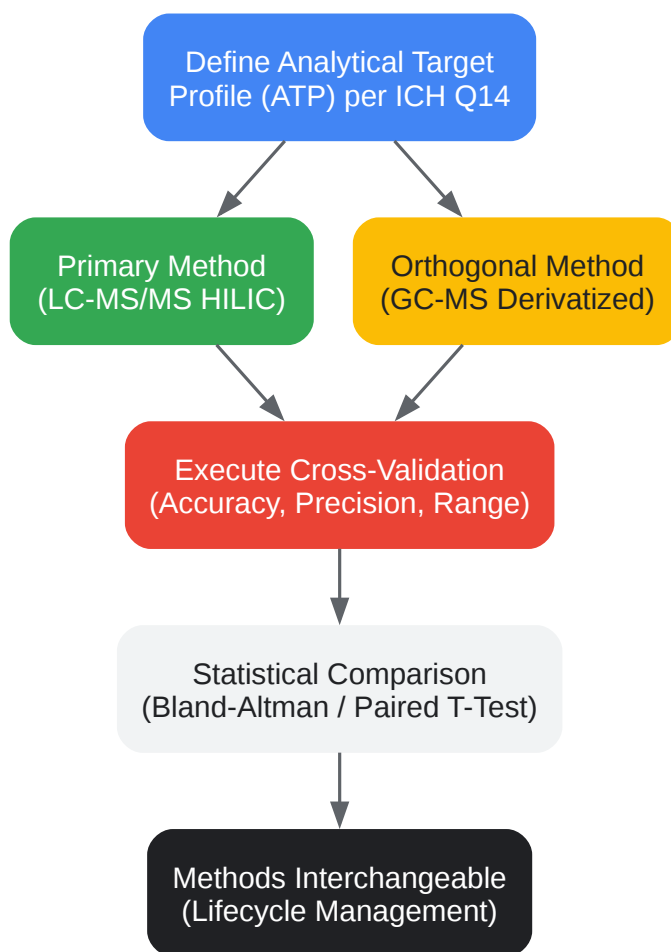 Define Analytical Target
Profile (ATP) per ICH Q14
Primary Method
(LC-MS/MS HILIC)
Orthogonal Method
(GC-MS Derivatized)
Execute Cross-Validation
(Accuracy, Precision, Range)
Statistical Comparison
(Bland-Altman / Paired T-Test)
Methods Interchangeable
(Lifecycle Management)